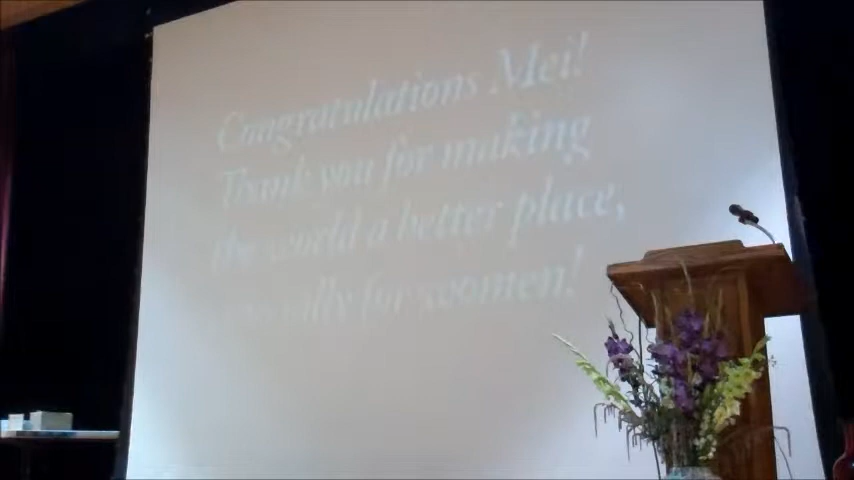 Congratulations Mei!
Thank you for making
the world a better place,
for women!